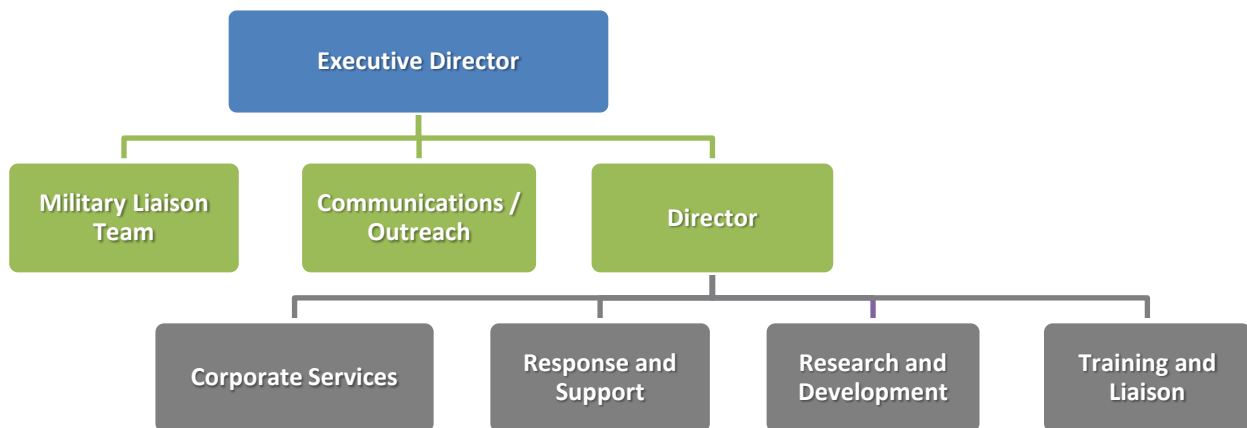 Executive Director
Military Liaison
Team
Communications /
Outreach
Director
Corporate Services
Response and
Support
Research and
Development
Training and
Liaison